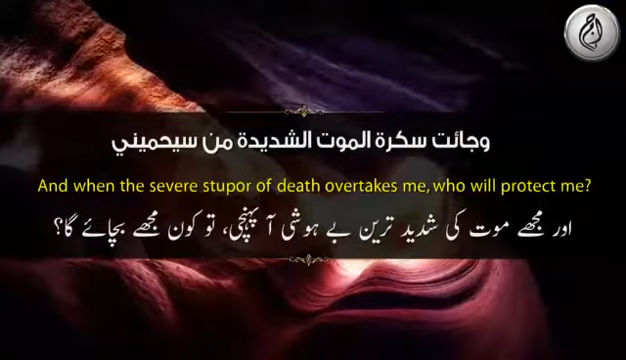 وجائت سكرة الموت الشديدة من سيحميني
And when the severe stupor of death overtakes me, who will protect me?
اور مجھے موت کی شدید ترین بے ہوشی آ پہنچی، تو کون مجھے بچائے گا؟